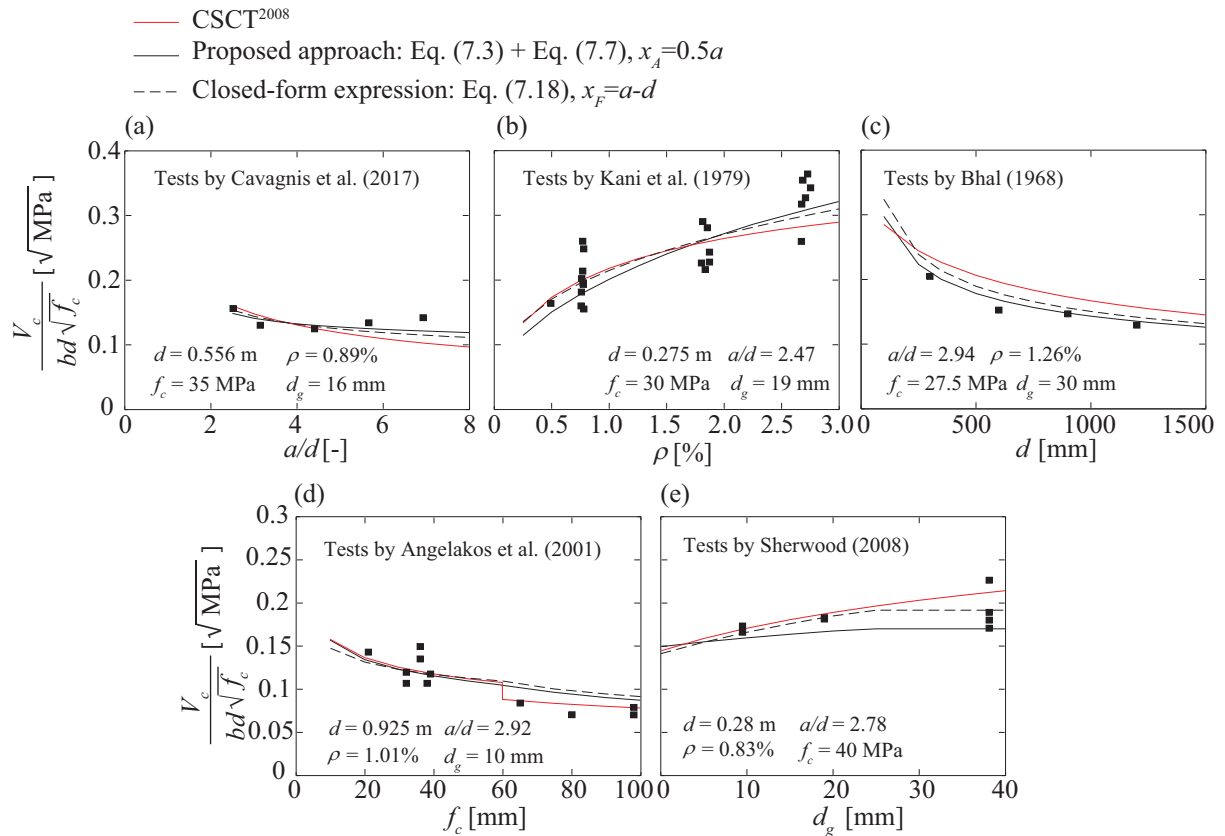 CSCT2008
Proposed approach: Eq. (7.3) + Eq. (7.7), xA=0.5a
Closed-form expression: Eq. (7.18), xF=a-d
(a)
(b)
(c)
0.4
0.3
0.2
0.1
0
Vc / bd√fc [√MPa]
Tests by Cavagnis et al. (2017)
d = 0.556 m ρ = 0.89%
fc = 35 MPa dg = 16 mm
0 2 4 6 8
a/d [-]
Tests by Kani et al. (1979)
d = 0.275 m a/d = 2.47
fc = 30 MPa dg = 19 mm
0 0.5 1.0 1.5 2.0 2.5 3.0
ρ [%]
Tests by Bhal (1968)
a/d = 2.94 ρ = 1.26%
fc = 27.5 MPa dg = 30 mm
0 500 1000 1500
d [mm]
(d)
(e)
0.3
0.25
0.2
0.15
0.1
0.05
0
Vc / bd√fc [√MPa]
Tests by Angelakos et al. (2001)
d = 0.925 m a/d = 2.92
ρ = 1.01% dg = 10 mm
0 20 40 60 80 100
fc [mm]
Tests by Sherwood (2008)
d = 0.28 m a/d = 2.78
ρ = 0.83% fc = 40 MPa
0 10 20 30 40
dg [mm]